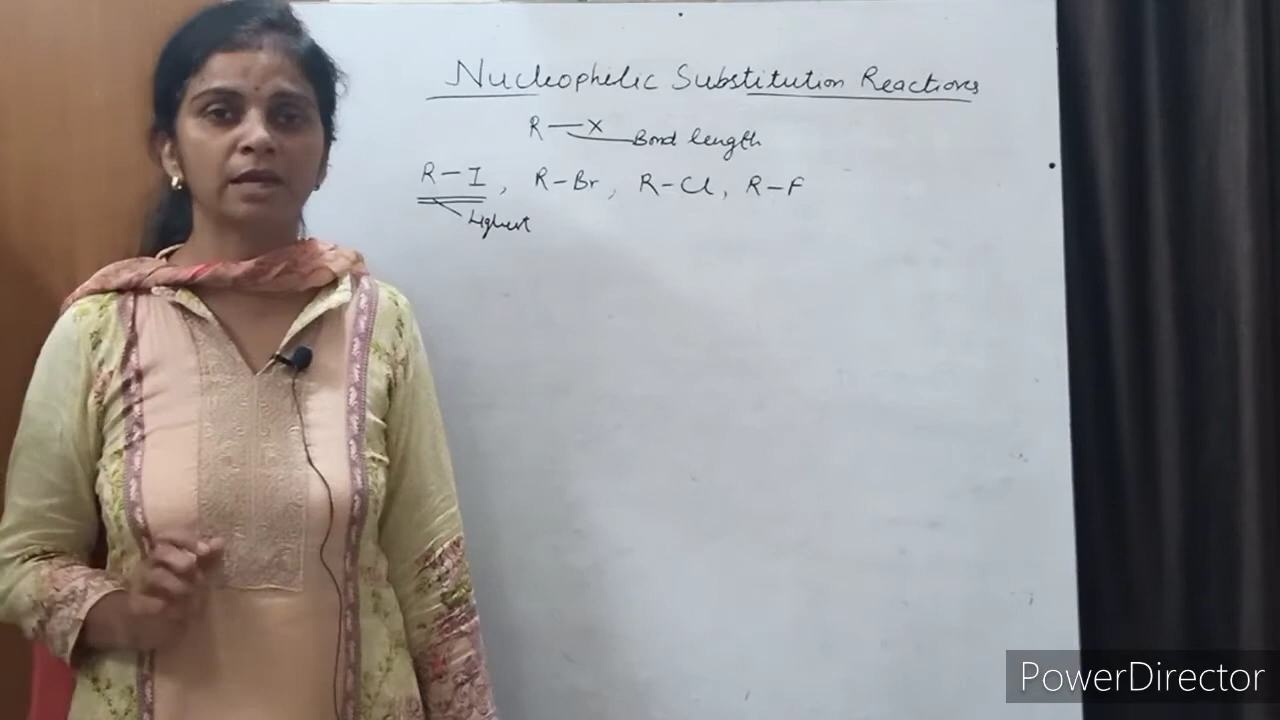 Nucleophilic Substitution Reactions
R—X
Bond length
R-I, R-Br, R-Cl, R-F
Highest
PowerDirector